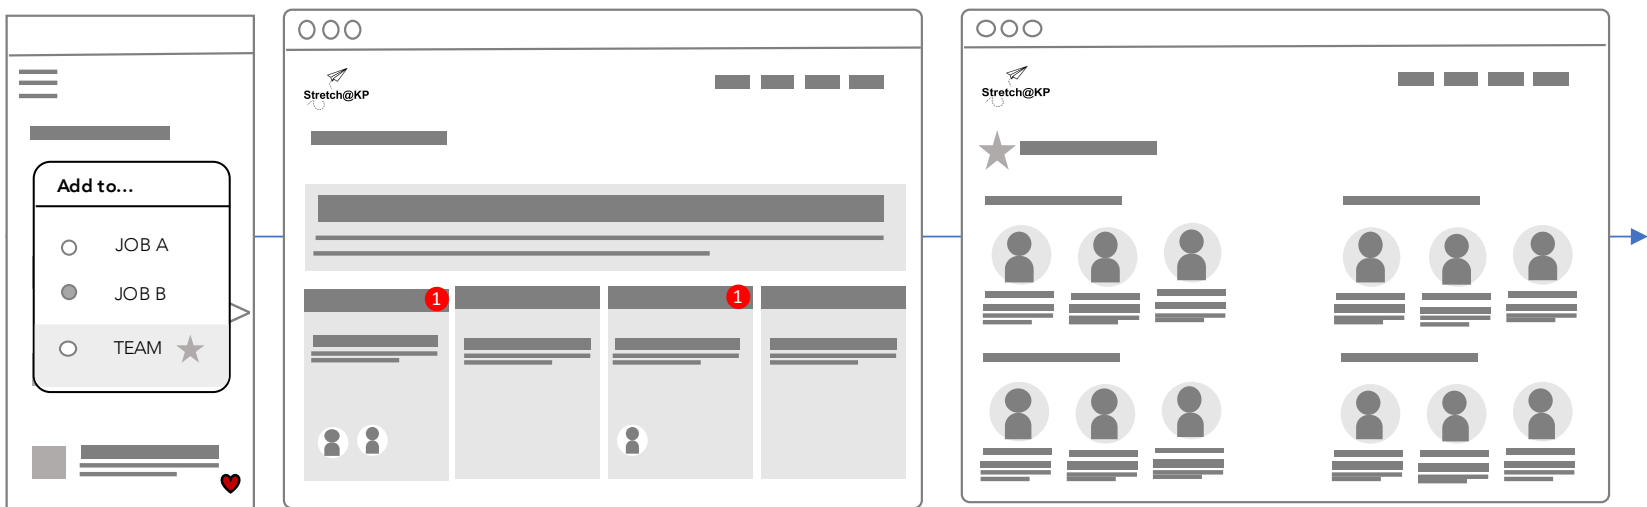 Add to...
JOB A
JOB B
TEAM
Stretch@KP
1
1
Stretch@KP